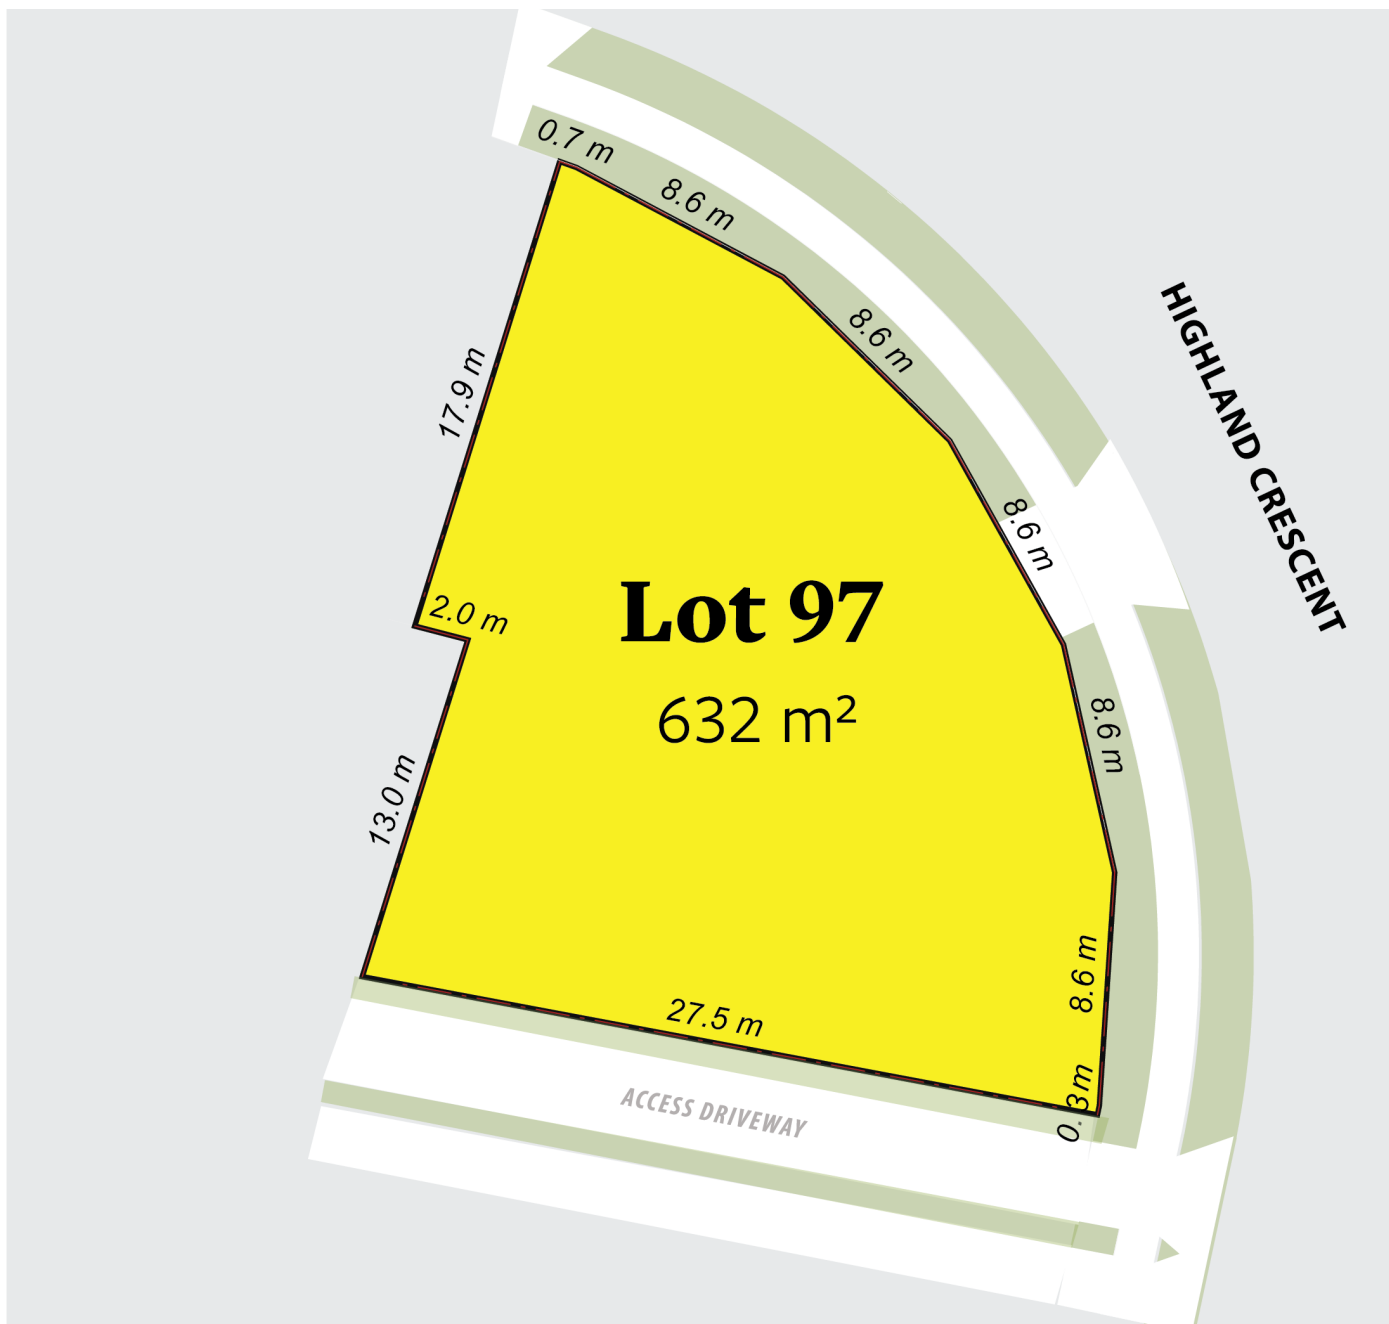 0.7 m
8.6 m
8.6 m
HIGHLAND CRESCENT
17.9 m
8.6 m
2.0 m
Lot 97
632 m²
8.6 m
13.0 m
8.6 m
27.5 m
0.3m
ACCESS DRIVEWAY